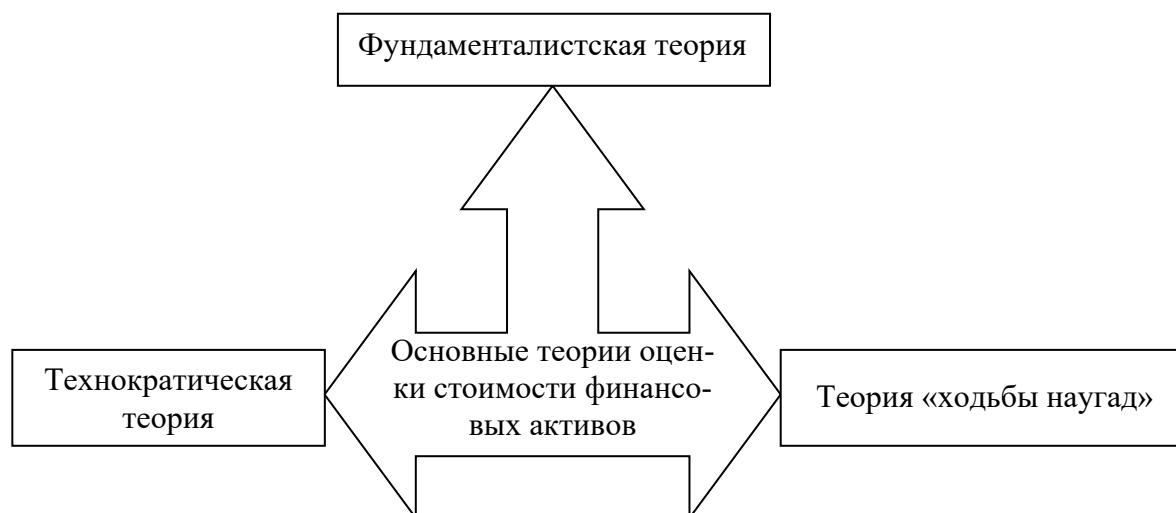 Фундаменталистская теория
Основные теории оцен-
ки стоимости финансо-
вых активов
Технократическая
теория
Теория «ходьбы наугад»